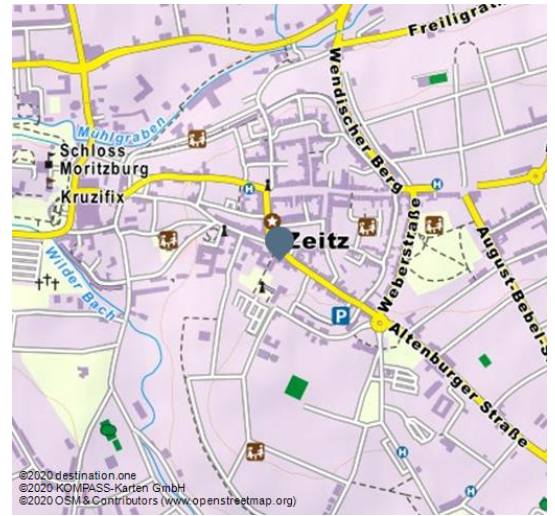 Freiligrath
Wendischer Berg
Mühlgraben
Schloss
Moritzburg
Kruzifix
H
H
Zeitz
Weberstraße
August-Bebel-S
Wilder Bach
P
Altenburger Straße
H
H
©2020 destination.one
©2020 KOMPASS-Karten GmbH
©2020 OSM & Contributors (www.openstreetmap.org)